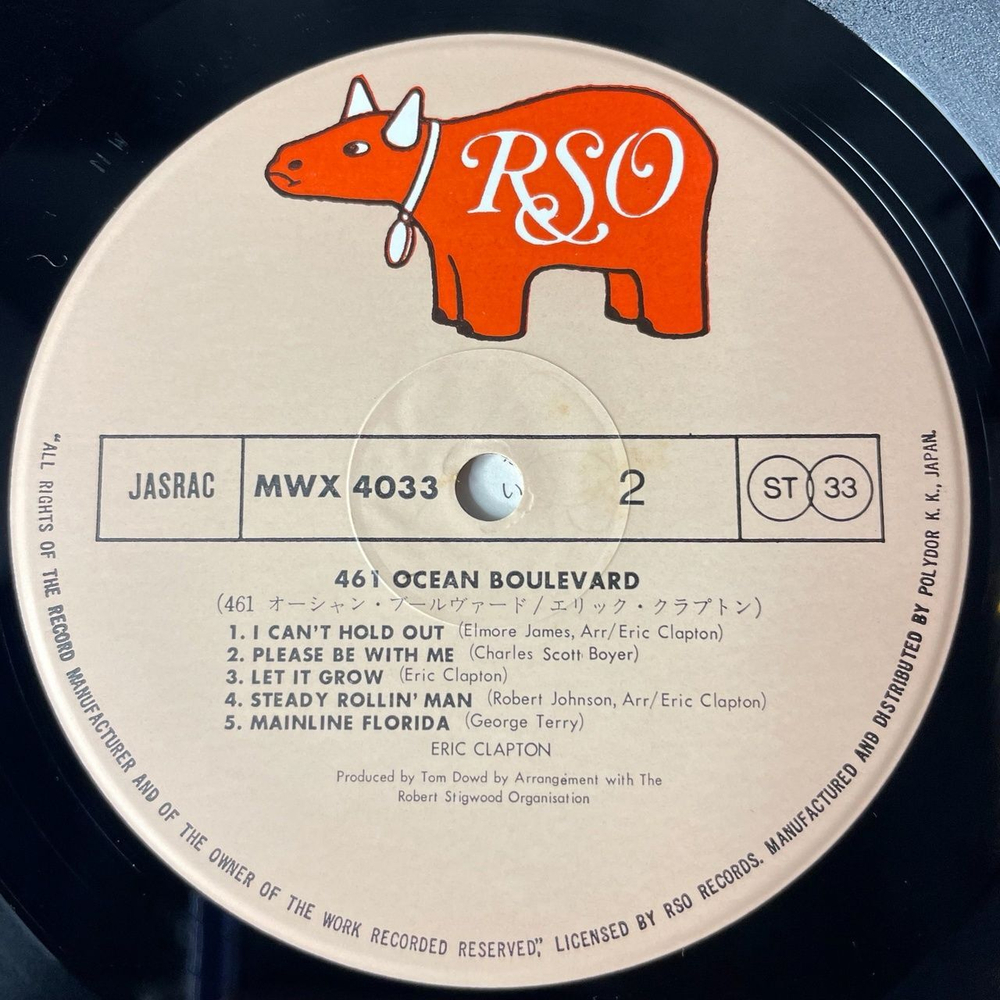 RSO
JASRAC MWX 4033 2 ST 33
461 OCEAN BOULEVARD
(461 オーシャン・ブールヴァード/エリック・クラプトン)
1. I CAN'T HOLD OUT (Elmore James, Arr/Eric Clapton)
2. PLEASE BE WITH ME (Charles Scott Boyer)
3. LET IT GROW (Eric Clapton)
4. STEADY ROLLIN' MAN (Robert Johnson, Arr/Eric Clapton)
5. MAINLINE FLORIDA (George Terry)
ERIC CLAPTON
Produced by Tom Dowd by Arrangement with The
Robert Stigwood Organisation
"ALL RIGHTS OF THE RECORD MANUFACTURER AND OF THE OWNER OF THE WORK RECORDED RESERVED", LICENSED BY RSO RECORDS. MANUFACTURED AND DISTRIBUTED BY POLYDOR K. K., JAPAN.